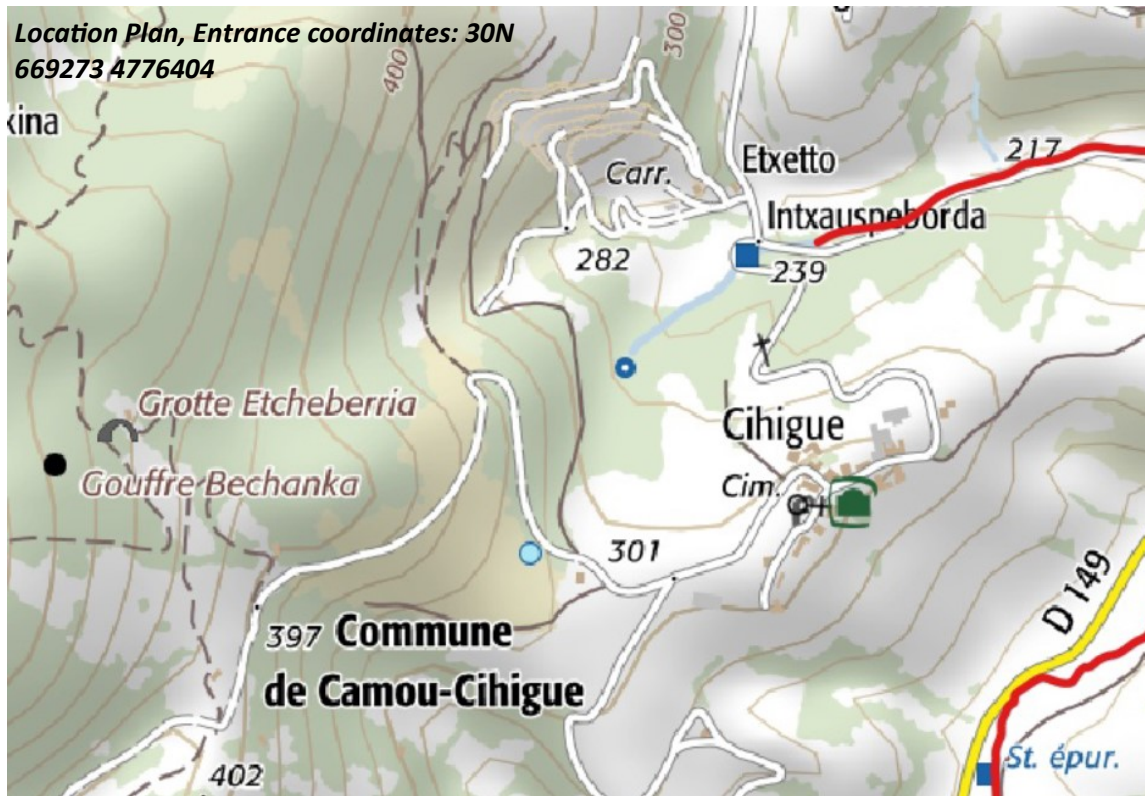 Location Plan, Entrance coordinates: 30N
669273 4776404
300
400
xina
217
Etxetto
Carr.
Intxauspeborda
282
239
Grotte Etcheberria
Cihigue
Gouffre Bechanka
Cim.
301
D 149
397 Commune
de Camou-Cihigue
St. épur.
402